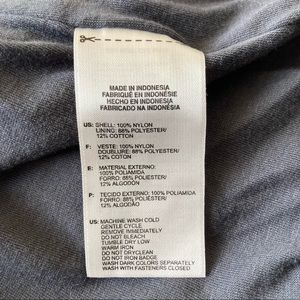 MADE IN INDONESIA
FABRIQUÉ EN INDONÉSIE
HECHO EN INDONESIA
FABRICADO NA INDONÉSIA
US: SHELL: 100% NYLON
LINING: 88% POLYESTER/
12% COTTON
F: VESTE: 100% NYLON
DOUBLURE: 88% POLYESTER/
12% COTON
E: MATERIAL EXTERNO:
100% POLIAMIDA
FORRO: 88% POLIÉSTER/
12% ALGODÓN
P: TECIDO EXTERNO: 100% POLIAMIDA
FORRO: 88% POLIÉSTER/
12% ALGODÃO
US: MACHINE WASH COLD
GENTLE CYCLE
REMOVE IMMEDIATELY
DO NOT BLEACH
TUMBLE DRY LOW
WARM IRON
DO NOT DRYCLEAN
DO NOT IRON BADGE
WASH DARK COLORS SEPARATELY
WASH WITH FASTENERS CLOSED